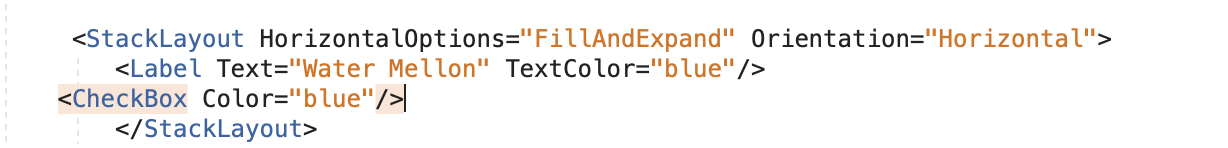 <StackLayout HorizontalOptions="FillAndExpand" Orientation="Horizontal">
<Label Text="Water Mellon" TextColor="blue"/>
<CheckBox Color="blue"/>
</StackLayout>